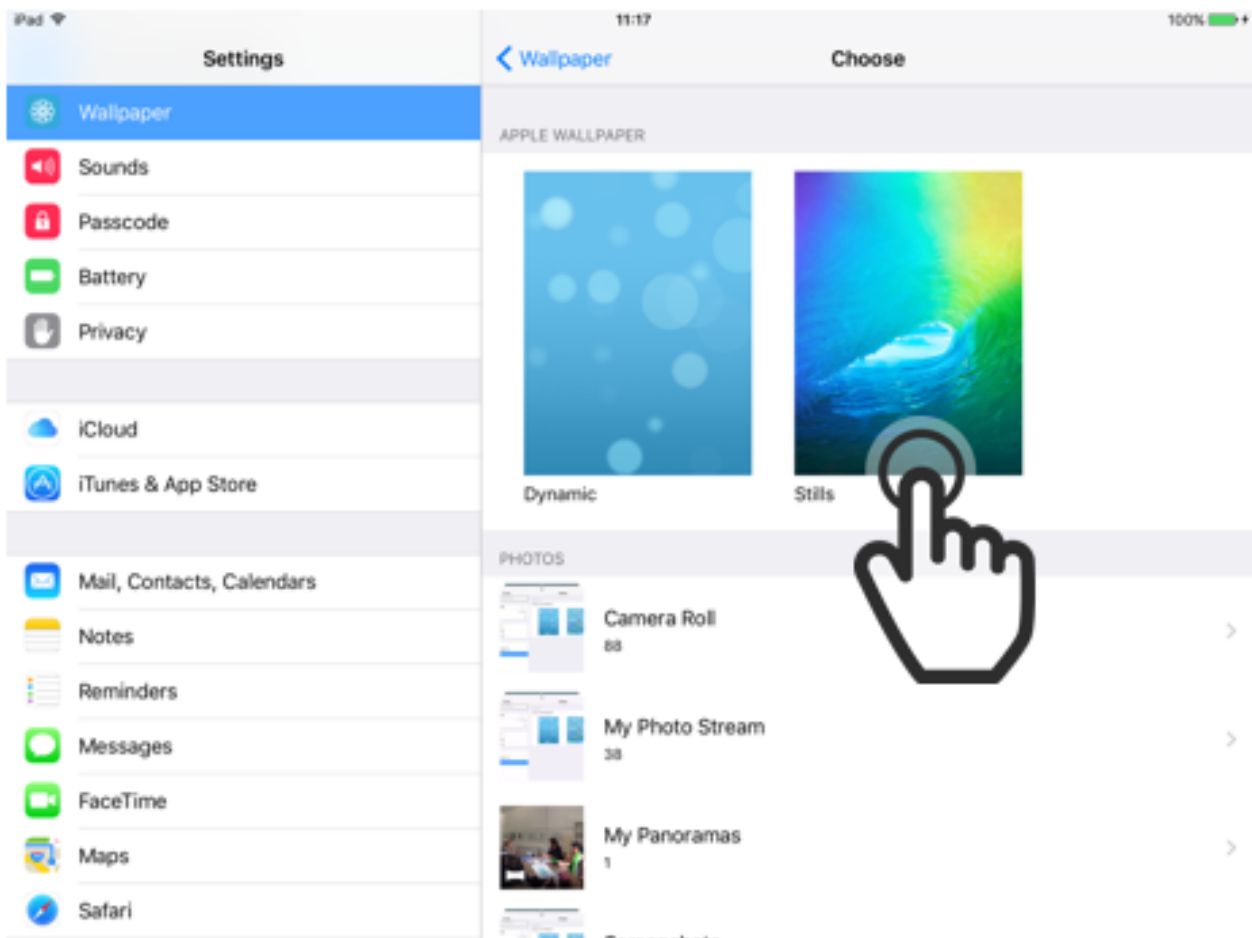 iPad 11:17 100%
Settings
Wallpaper
Sounds
Passcode
Battery
Privacy
iCloud
iTunes & App Store
Mail, Contacts, Calendars
Notes
Reminders
Messages
FaceTime
Maps
Safari
Wallpaper Choose
APPLE WALLPAPER
Dynamic Stills
PHOTOS
Camera Roll
88
My Photo Stream
38
My Panoramas
1